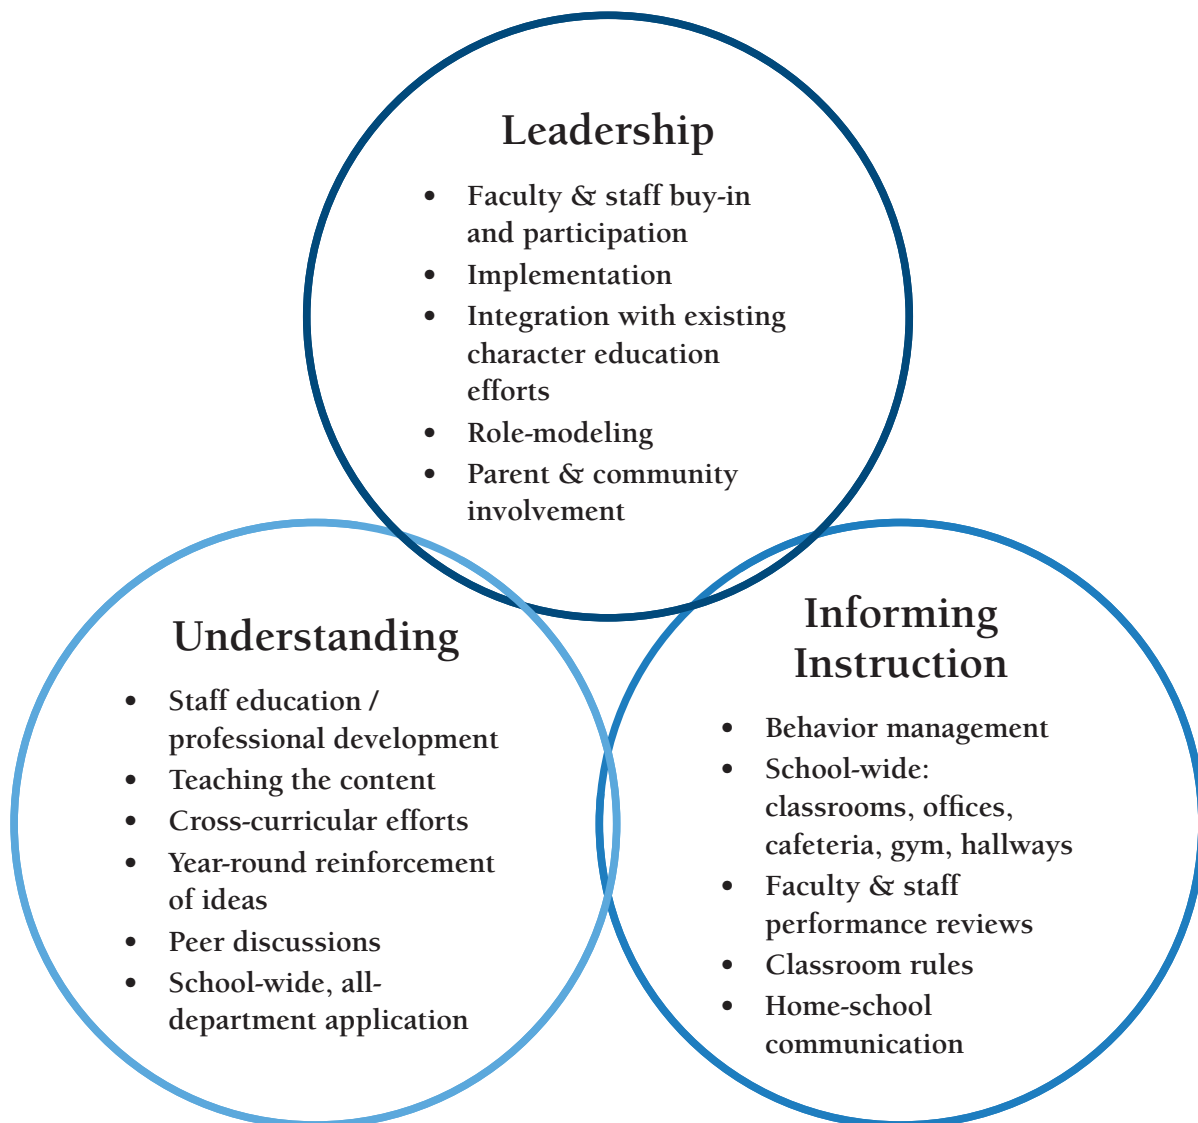 Leadership
• Faculty & staff buy-in
and participation
• Implementation
• Integration with existing
character education
efforts
• Role-modeling
• Parent & community
involvement
Understanding
• Staff education /
professional development
• Teaching the content
• Cross-curricular efforts
• Year-round reinforcement
of ideas
• Peer discussions
• School-wide, all-
department application
Informing
Instruction
• Behavior management
• School-wide:
classrooms, offices,
cafeteria, gym, hallways
• Faculty & staff
performance reviews
• Classroom rules
• Home-school
communication